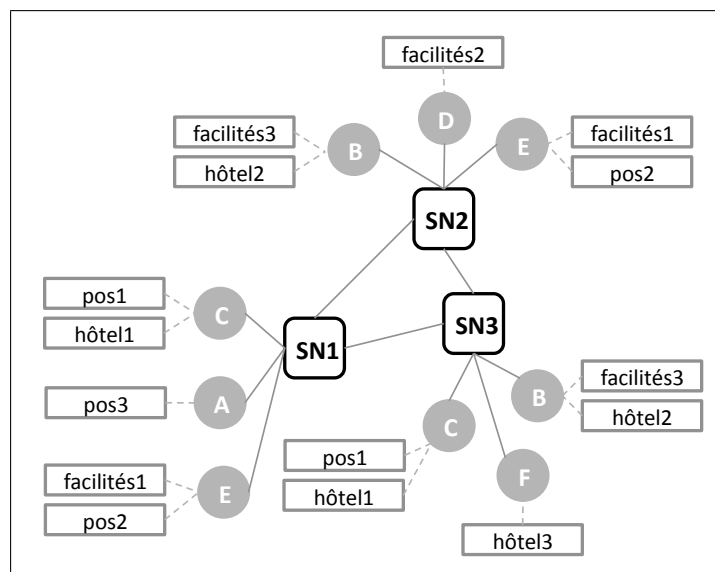 facilités2
D
facilités3
hôtel2
B
E
facilités1
pos2
SN2
pos1
hôtel1
C
SN1
SN3
pos3
A
facilités3
hôtel2
B
C
pos1
hôtel1
facilités1
pos2
E
F
hôtel3